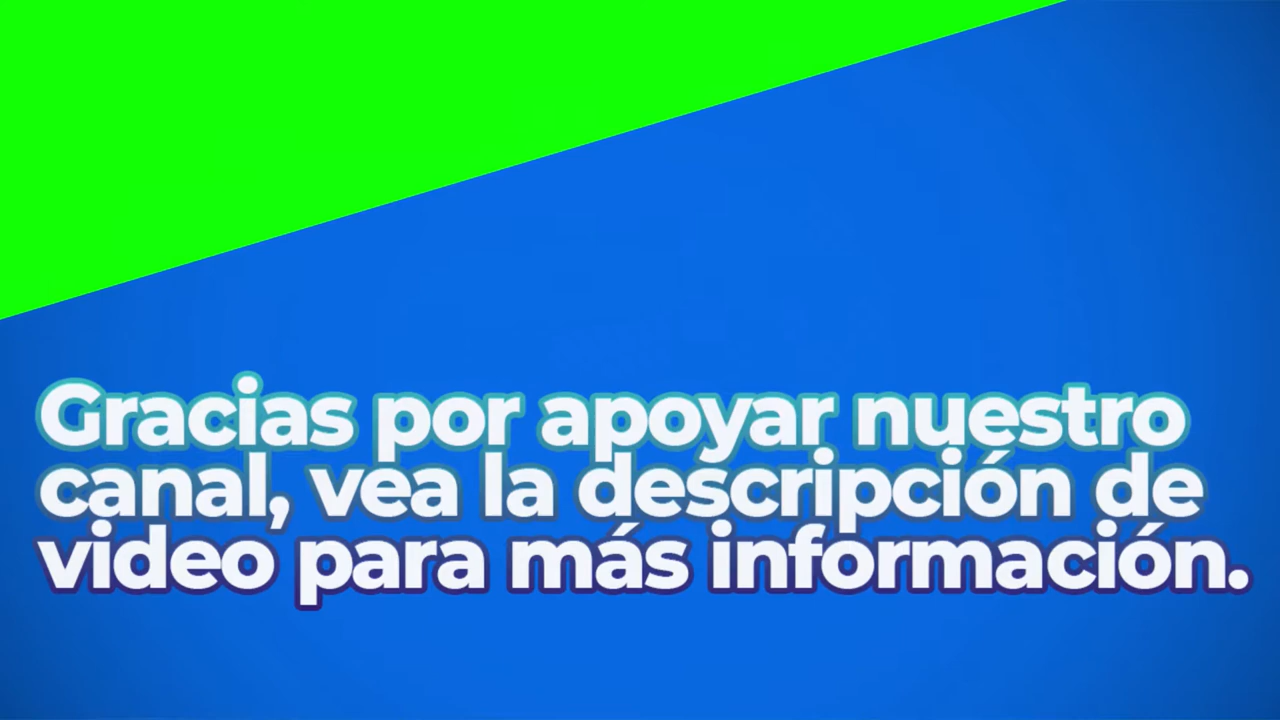 Gracias por apoyar nuestro
canal, vea la descripción de
video para más información.